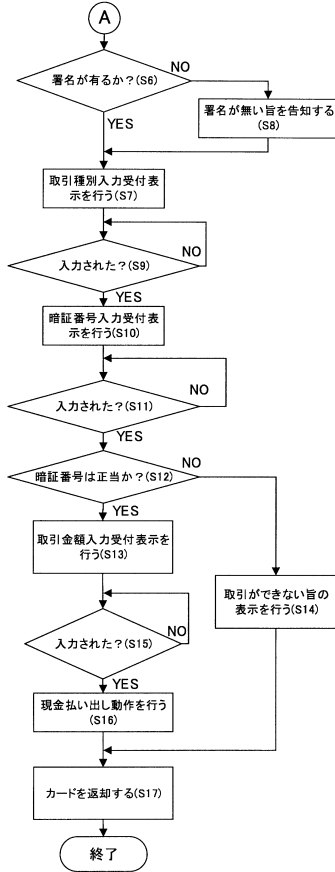 A
署名が有るか?(S6)
NO
署名が無い旨を告知する
(S8)
YES
取引種別入力受付表
示を行う(S7)
NO
入力された?(S9)
YES
暗証番号入力受付表
示を行う(S10)
NO
入力された?(S11)
YES
暗証番号は正当か?(S12)
NO
YES
取引金額入力受付表示を
行う(S13)
取引ができない旨の
表示を行う(S14)
入力された?(S15)
NO
YES
現金払い出し動作を行う
(S16)
カードを返却する(S17)
終了